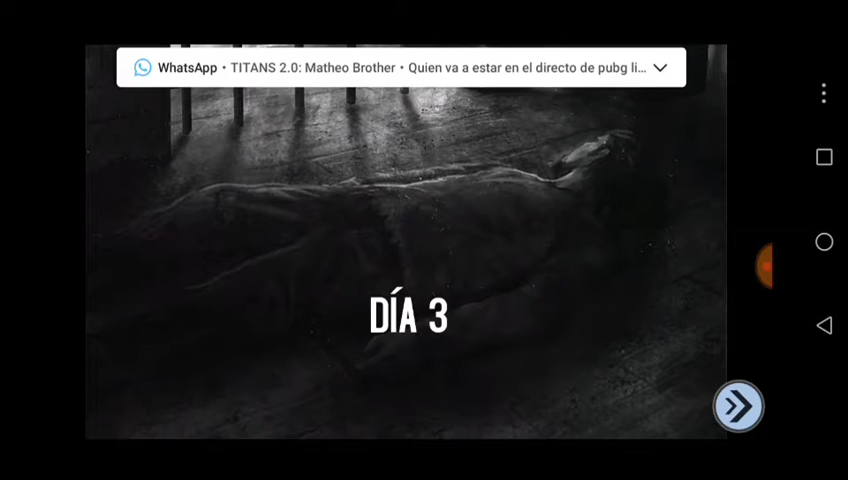 WhatsApp • TITANS 2.0: Matheo Brother • Quien va a estar en el directo de pubg li...
DÍA 3